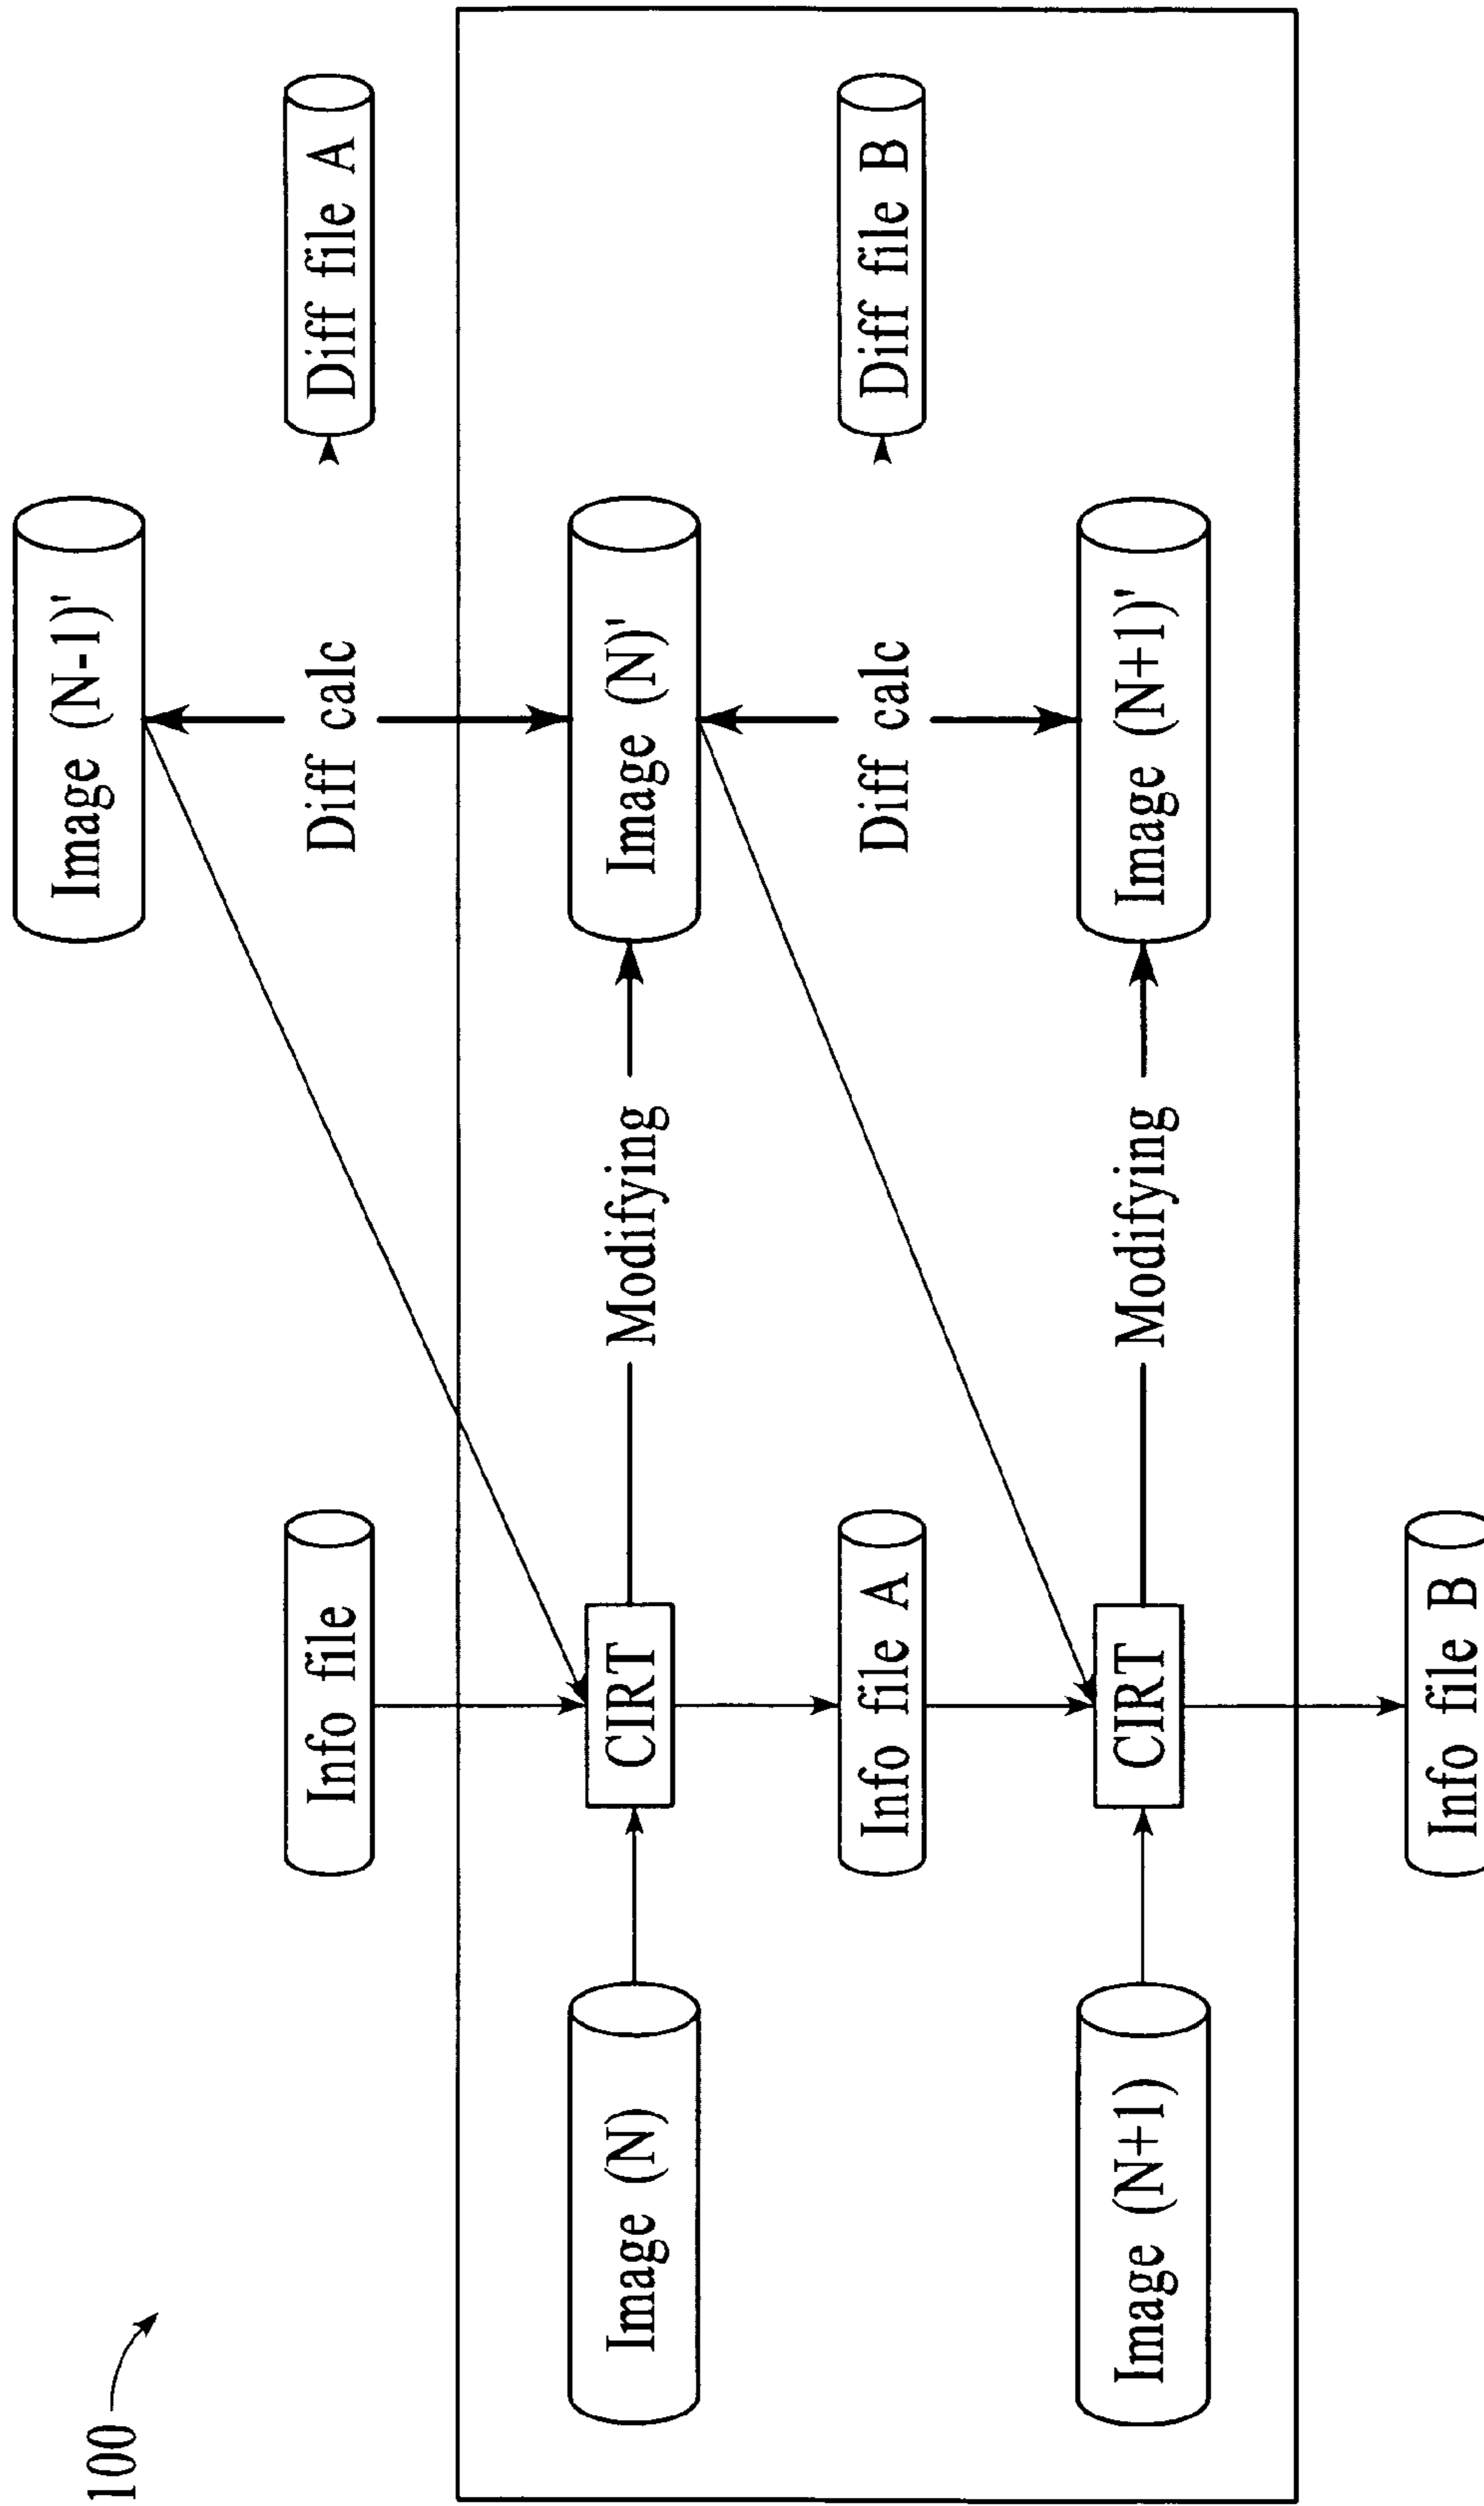 100
Image (N-1)'
Info file
Diff calc
Diff file A
Image (N)
CIRT
Modifying
Image (N)'
Info file A
Diff calc
Diff file B
Image (N+1)
CIRT
Modifying
Image (N+1)'
Info file B